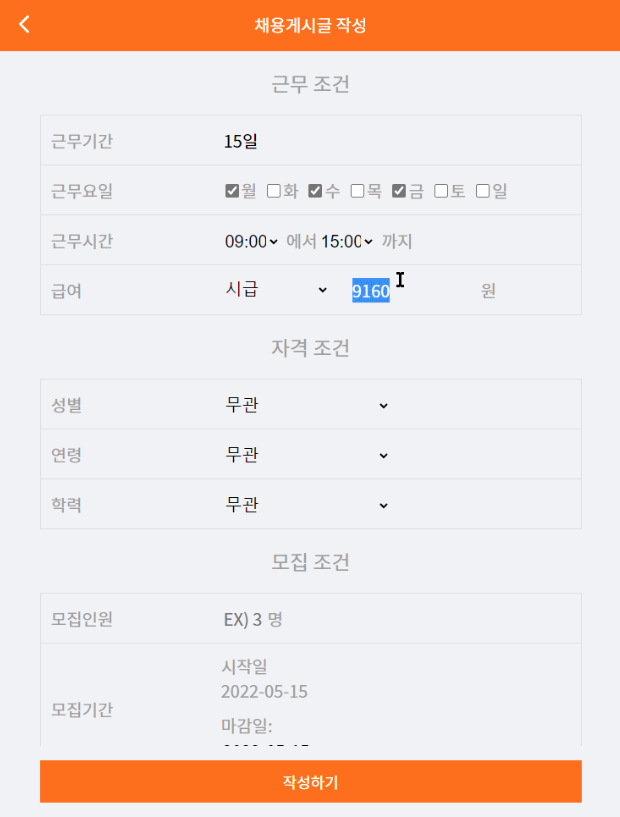 채용게시글 작성
근무 조건
근무기간 15일
근무요일 월 화 수 목 금 토 일
근무시간 09:00 에서 15:00 까지
급여 시급 9160 원
자격 조건
성별 무관
연령 무관
학력 무관
모집 조건
모집인원 EX) 3 명
시작일
2022-05-15
모집기간
마감일:
작성하기